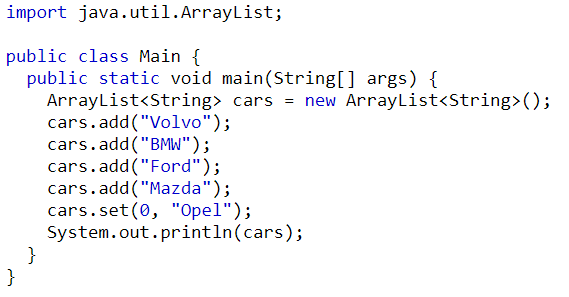 import java.util.ArrayList;

public class Main {
  public static void main(String[] args) {
    ArrayList<String> cars = new ArrayList<String>();
    cars.add("Volvo");
    cars.add("BMW");
    cars.add("Ford");
    cars.add("Mazda");
    cars.set(0, "Opel");
    System.out.println(cars);
  }
}